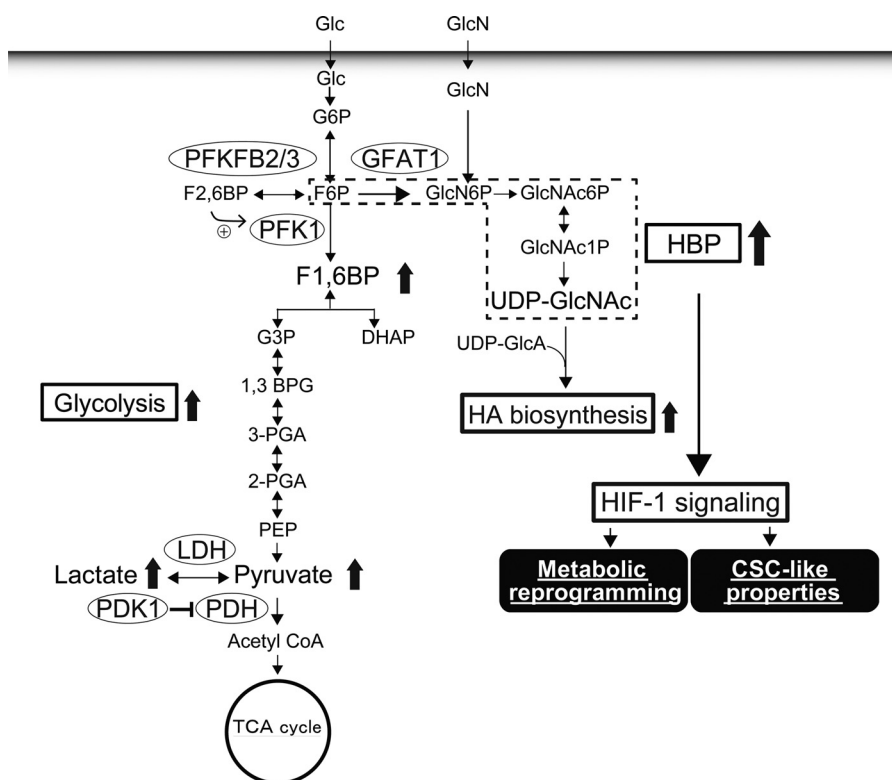 Glc
GlcN
Glc
GlcN
G6P
PFKFB2/3
GFAT1
F2,6BP
F6P
GlcN6P
GlcNAc6P
+
PFK1
GlcNAc1P
HBP
F1,6BP
UDP-GlcNAc
G3P
DHAP
UDP-GlcA
1,3 BPG
Glycolysis
HA biosynthesis
3-PGA
2-PGA
HIF-1 signaling
PEP
LDH
Lactate
Pyruvate
Metabolic
reprogramming
CSC-like
properties
PDK1
PDH
Acetyl CoA
TCA cycle